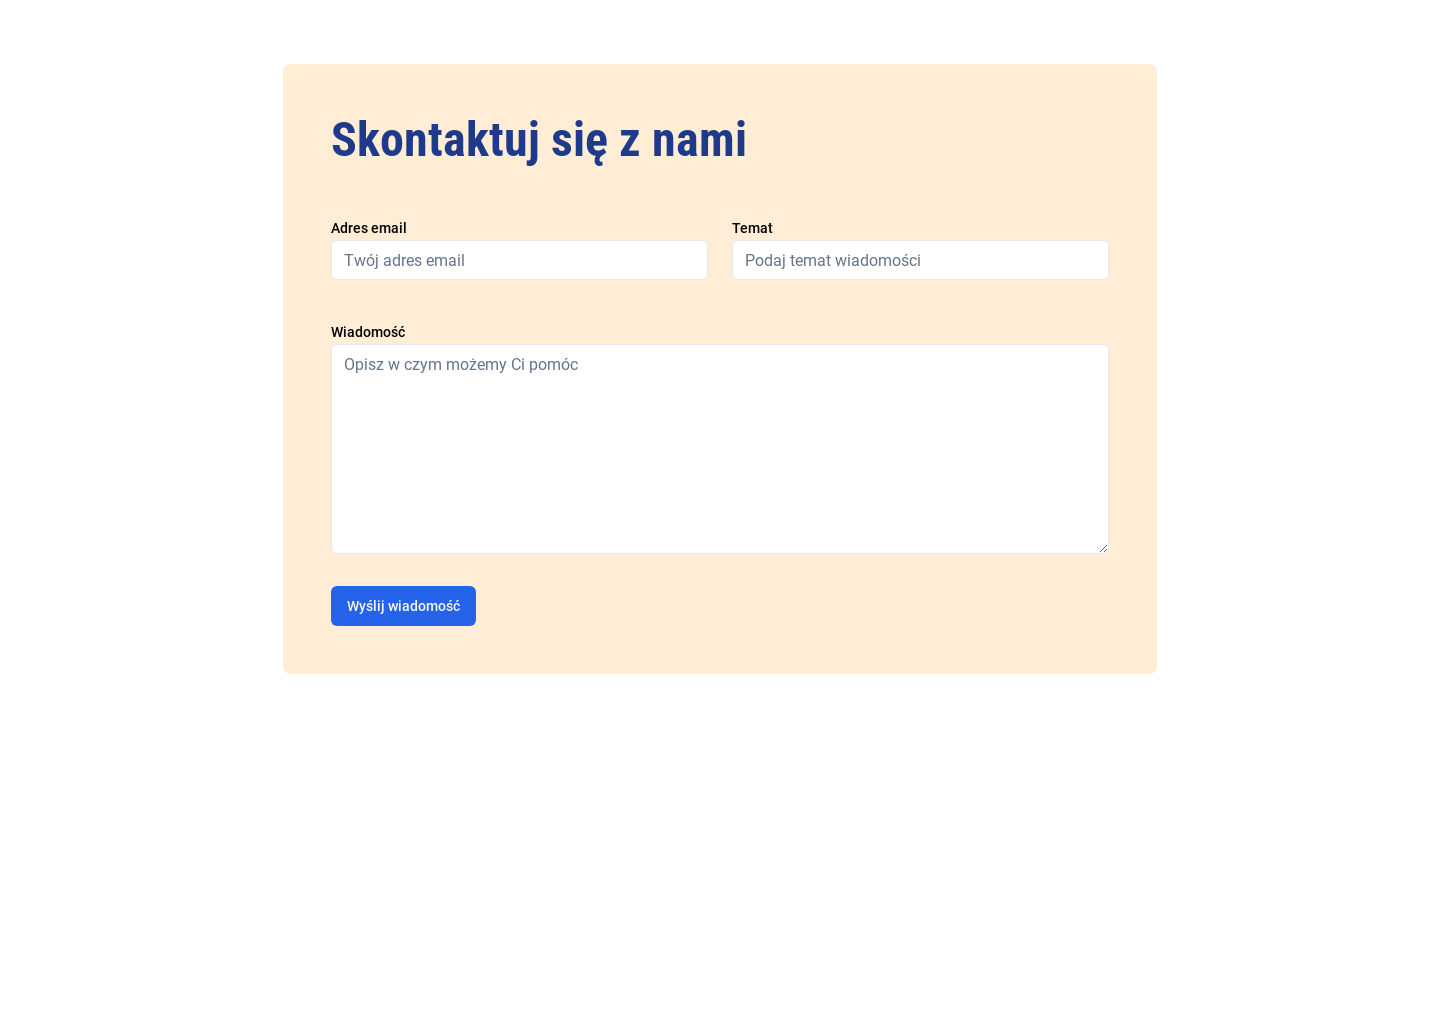 Skontaktuj się z nami
Adres email
Temat
Twój adres email
Podaj temat wiadomości
Wiadomość
Opisz w czym możemy Ci pomóc
Wyślij wiadomość